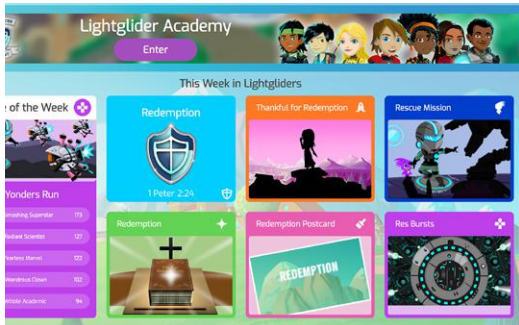 Lightglider Academy
Enter
This Week in Lightgliders
e of the Week
Yonders Run
Smashing Superstar 173
Radiant Scientist 127
Fearless Marvel 122
Wondrous Clown 102
Whole Academic 94
Redemption
1 Peter 2:24
Thankful for Redemption
Rescue Mission
Redemption
Redemption Postcard
REDEMPTION
Res Bursts